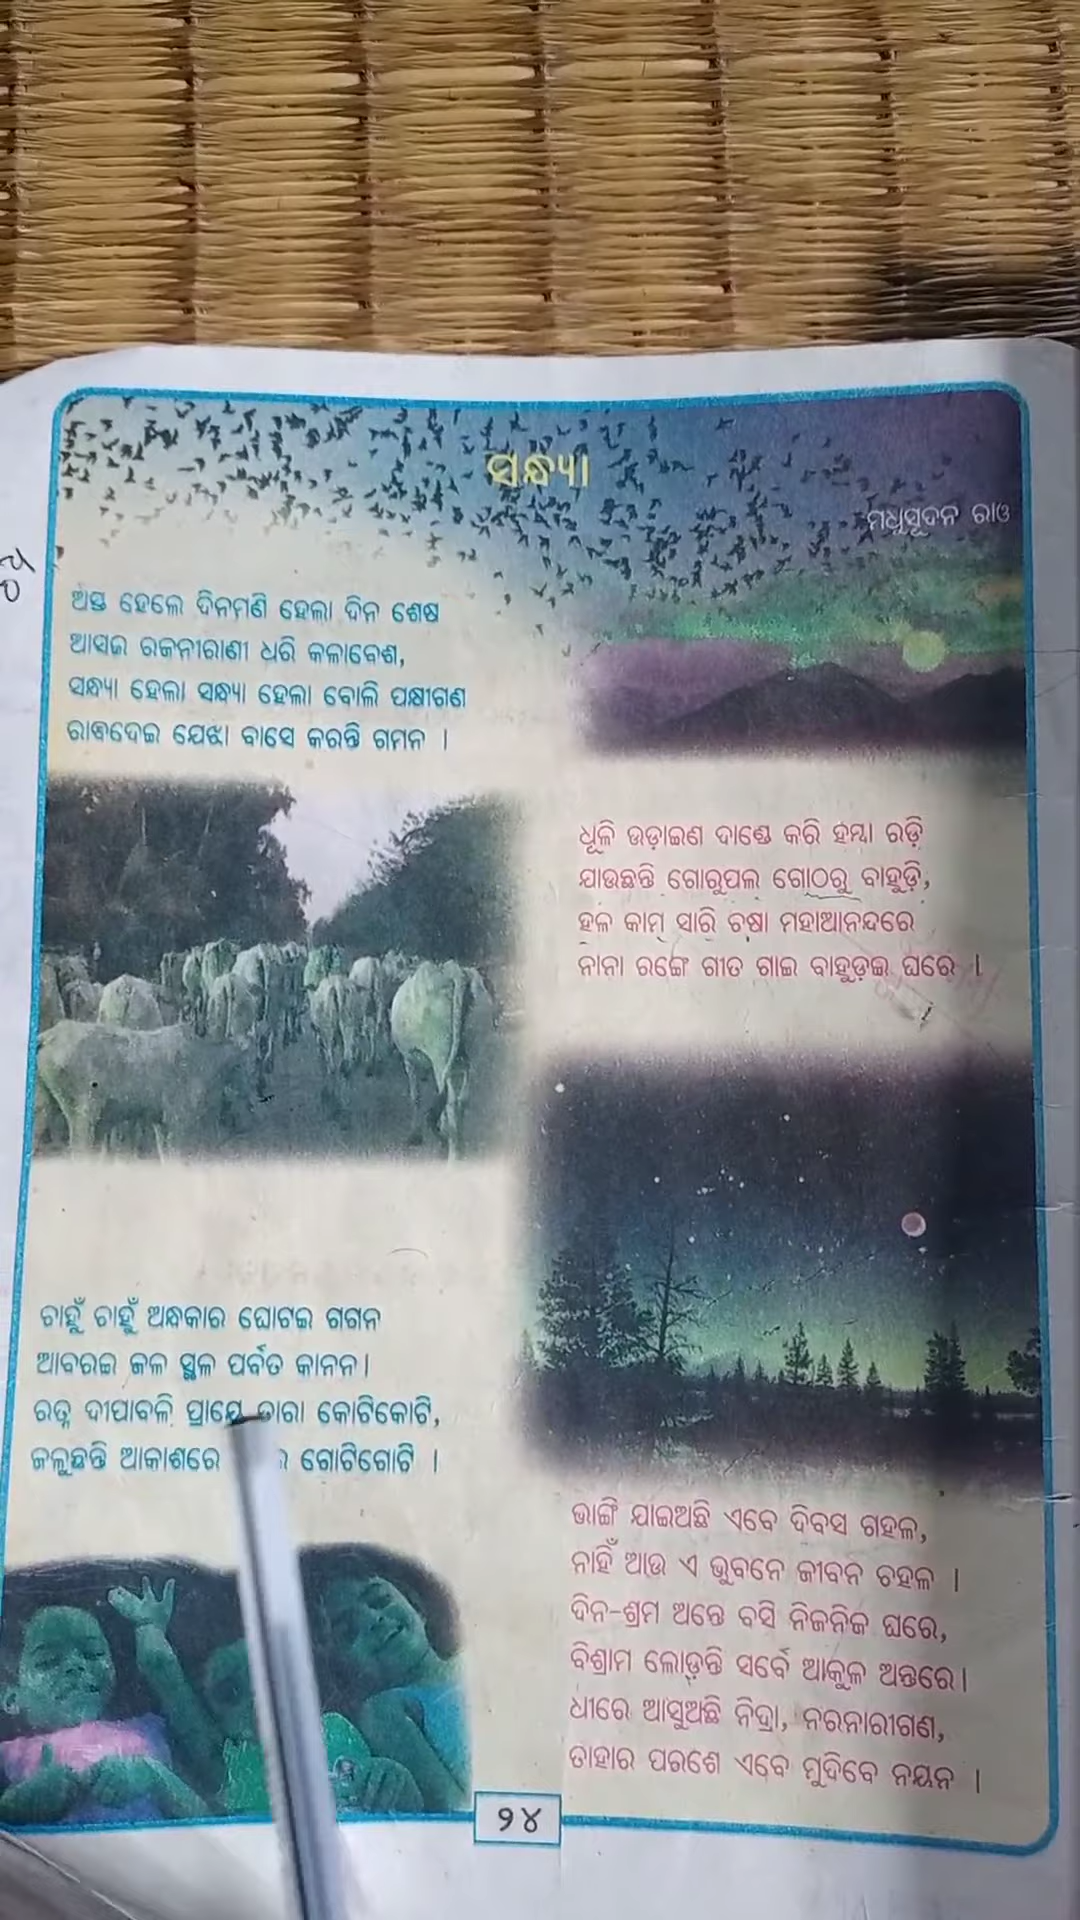 ସନ୍ଧ୍ୟା
ମଧୁସୂଦନ ରାଓ
ଅସ୍ତ ହେଲେ ଦିନମଣି ହେଲା ଦିନ ଶେଷ
ଆସଇ ରଜନୀରାଣୀ ଧରି କଳାବେଶ,
ସନ୍ଧ୍ୟା ହେଲା ସନ୍ଧ୍ୟା ହେଲା ବୋଲି ପକ୍ଷୀଗଣ
ରାବଦେଇ ଯେଝା ବାସେ କରନ୍ତି ଗମନ ।
ଧୂଳି ଉଡ଼ାଇଣ ଦାଣ୍ଡେ କରି ହମ୍ବା ରଡ଼ି
ଯାଉଛନ୍ତି ଗୋରୁପଲ ଗୋଠରୁ ବାହୁଡ଼ି,
ହଳ କାମ ସାରି ଚଷା ମହାଆନନ୍ଦରେ
ନାନା ରଙ୍ଗେ ଗୀତ ଗାଇ ବାହୁଡ଼ଇ ଘରେ ।
ଚାହୁଁ ଚାହୁଁ ଅନ୍ଧକାର ଘୋଟଇ ଗଗନ
ଆବରଇ ଜଳ ସ୍ଥଳ ପର୍ବତ କାନନ।
ରତ୍ନ ଦୀପାବଳି ପ୍ରାୟେ ତାରା କୋଟିକୋଟି,
ଜଳୁଛନ୍ତି ଆକାଶରେ ଗୋଟିଗୋଟି ।
ଭାଙ୍ଗି ଯାଇଅଛି ଏବେ ଦିବସ ଗହଳ,
ନାହିଁ ଆଉ ଏ ଭୁବନେ ଜୀବନ ଚହଳ ।
ଦିନ-ଶ୍ରମ ଅନ୍ତେ ବସି ନିଜନିଜ ଘରେ,
ବିଶ୍ରାମ ଲୋଡ଼ନ୍ତି ସର୍ବେ ଆକୁଳ ଅନ୍ତରେ।
ଧୀରେ ଆସୁଅଛି ନିଦ୍ରା, ନରନାରୀଗଣ,
ତାହାର ପରଶେ ଏବେ ମୁଦିବେ ନୟନ ।
୨୪